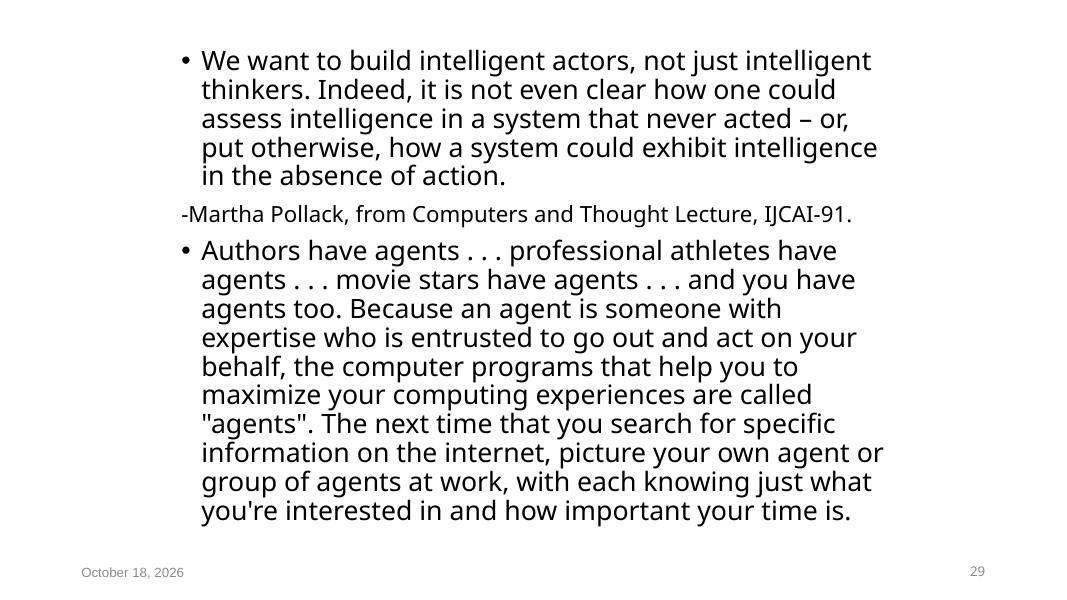 • We want to build intelligent actors, not just intelligent
thinkers. Indeed, it is not even clear how one could
assess intelligence in a system that never acted – or,
put otherwise, how a system could exhibit intelligence
in the absence of action.
-Martha Pollack, from Computers and Thought Lecture, IJCAI-91.
• Authors have agents . . . professional athletes have
agents . . . movie stars have agents . . . and you have
agents too. Because an agent is someone with
expertise who is entrusted to go out and act on your
behalf, the computer programs that help you to
maximize your computing experiences are called
"agents". The next time that you search for specific
information on the internet, picture your own agent or
group of agents at work, with each knowing just what
you're interested in and how important your time is.
October 18, 2026
29